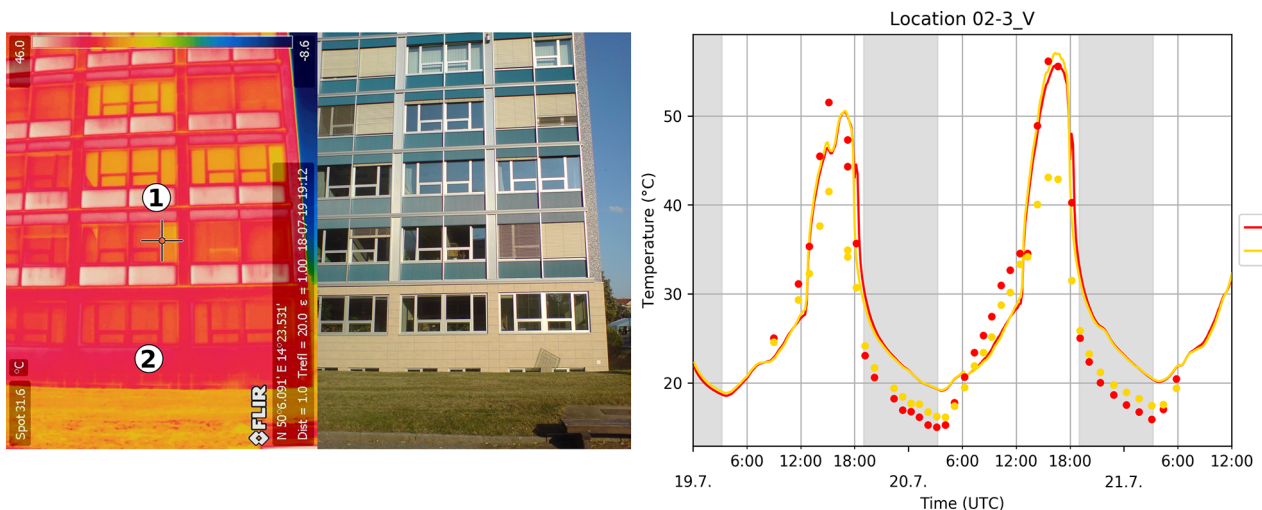 46.0
-8.6
1
2
°C
Spot 31.6
FLIR
N 50°6.091' E 14°23.531'
Dist = 1.0 Trefl = 20.0 ε = 1.00 18-07-19 19:12
Location 02-3_V
Temperature (°C)
50
40
30
20
6:00 12:00 18:00 6:00 12:00 18:00 6:00 12:00
19.7. 20.7. 21.7.
Time (UTC)